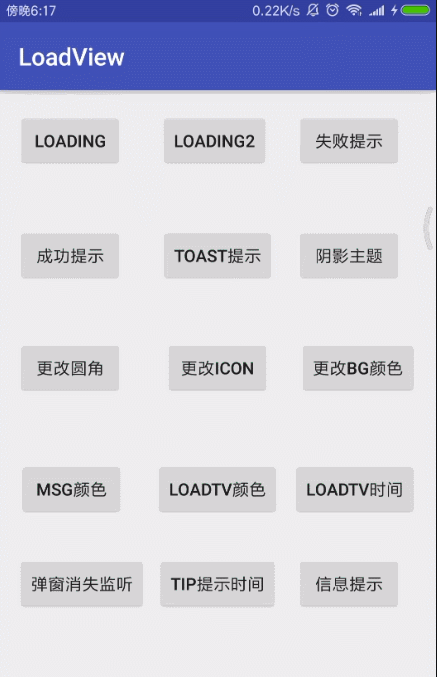 傍晚6:17 0.22K/s
LoadView
LOADING LOADING2 失败提示
成功提示 TOAST提示 阴影主题
更改圆角 更改ICON 更改BG颜色
MSG颜色 LOADTV颜色 LOADTV时间
弹窗消失监听 TIP提示时间 信息提示